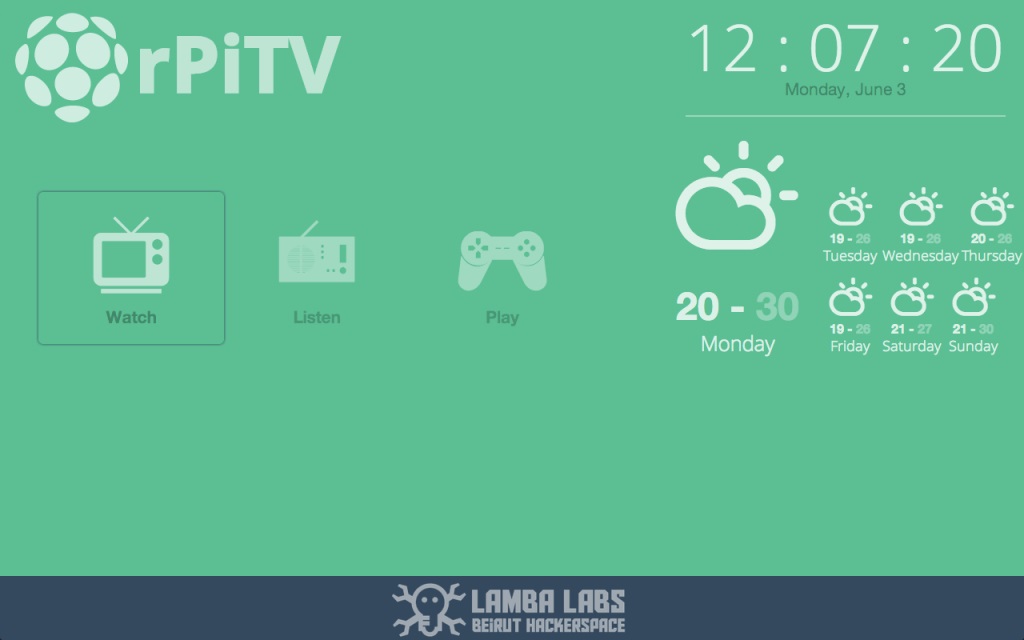 rPiTV
12 : 07 : 20
Monday, June 3
Watch
Listen
Play
20 - 30
Monday
19 - 26
Tuesday
19 - 26
Wednesday
20 - 26
Thursday
19 - 26
Friday
21 - 27
Saturday
21 - 30
Sunday
LAMBA LABS
BEiRUT HACKERSPACE